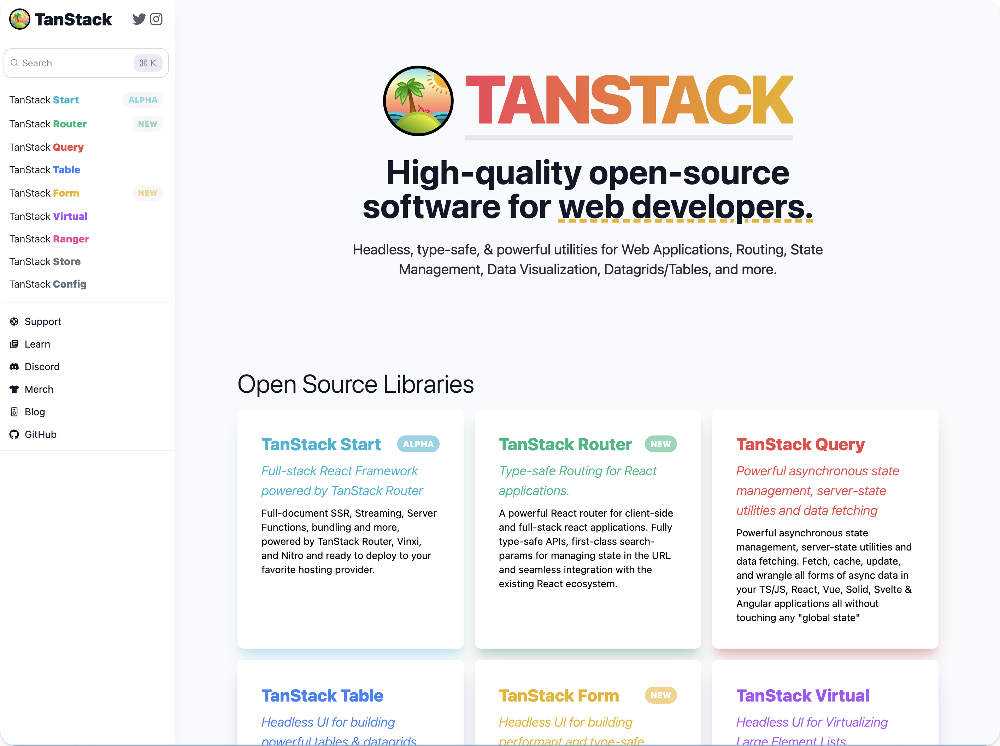 TanStack
Search
⌘ K
TanStack Start ALPHA
TanStack Router NEW
TanStack Query
TanStack Table
TanStack Form NEW
TanStack Virtual
TanStack Ranger
TanStack Store
TanStack Config
Support
Learn
Discord
Merch
Blog
GitHub
TANSTACK
High-quality open-source
software for web developers.
Headless, type-safe, & powerful utilities for Web Applications, Routing, State
Management, Data Visualization, Datagrids/Tables, and more.
Open Source Libraries
TanStack Start ALPHA
Full-stack React Framework
powered by TanStack Router
Full-document SSR, Streaming, Server
Functions, bundling and more,
powered by TanStack Router, Vinxi,
and Nitro and ready to deploy to your
favorite hosting provider.
TanStack Router NEW
Type-safe Routing for React
applications.
A powerful React router for client-side
and full-stack react applications. Fully
type-safe APIs, first-class search-
params for managing state in the URL
and seamless integration with the
existing React ecosystem.
TanStack Query
Powerful asynchronous state
management, server-state
utilities and data fetching
Powerful asynchronous state
management, server-state utilities and
data fetching. Fetch, cache, update,
and wrangle all forms of async data in
your TS/JS, React, Vue, Solid, Svelte &
Angular applications all without
touching any "global state"
TanStack Table
Headless UI for building
powerful tables & datagrids
TanStack Form NEW
Headless UI for building
performant and type-safe
TanStack Virtual
Headless UI for Virtualizing
Large Element Lists